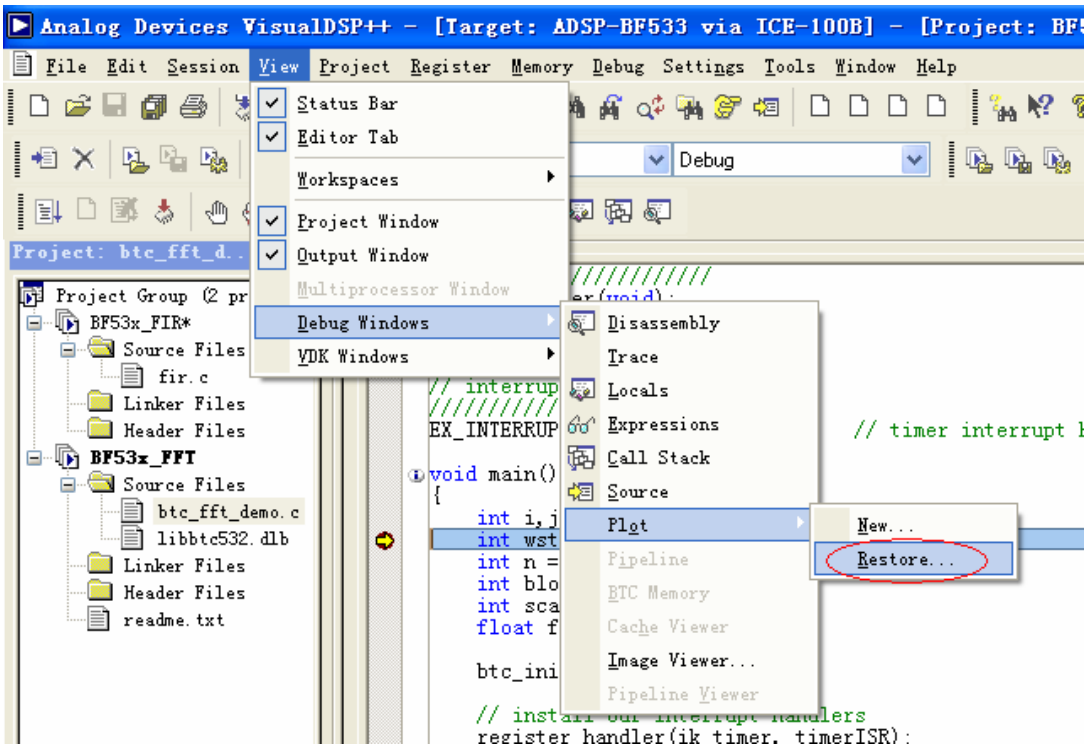 Analog Devices VisualDSP++ - [Target: ADSP-BF533 via ICE-100B] - [Project: BF5
File Edit Session View Project Register Memory Debug Settings Tools Window Help
Status Bar
Editor Tab
Workspaces
Project Window
Output Window
Multiprocessor Window
Debug Windows
VDK Windows
Debug
Project: btc_fft_d..
Project Group (2 pr
BF53x_FIR*
Source Files
fir.c
Linker Files
Header Files
BF53x_FFT
Source Files
btc_fft_demo.c
libbtc532.dlb
Linker Files
Header Files
readme.txt
////////////
er(void);
// interrup
///////////
EX_INTERRUP
// timer interrupt
void main()
{
int i,j
int wst
int n =
int blo
int sca
float f
btc_ini
// install our interrupt handlers
register_handler(ik_timer, timerISR);
Disassembly
Trace
Locals
Expressions
Call Stack
Source
Plot
Pipeline
BTC Memory
Cache Viewer
Image Viewer...
Pipeline Viewer
New...
Restore...